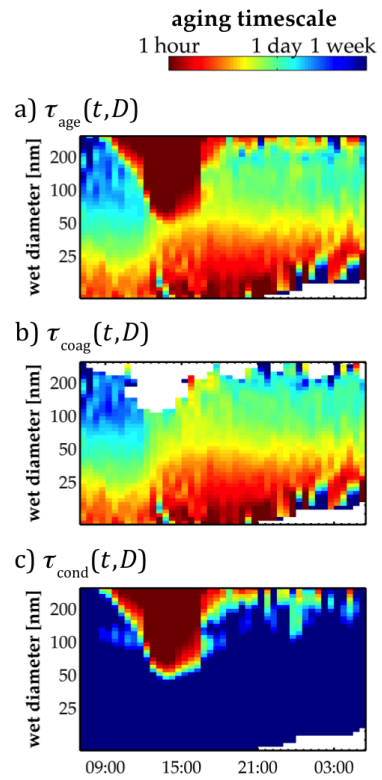 aging timescale
1 hour 1 day 1 week
a) τage(t,D)
wet diameter [nm]
200
100
50
25
b) τcoag(t,D)
wet diameter [nm]
200
100
50
25
c) τcond(t,D)
wet diameter [nm]
200
100
50
25
09:00 15:00 21:00 03:00